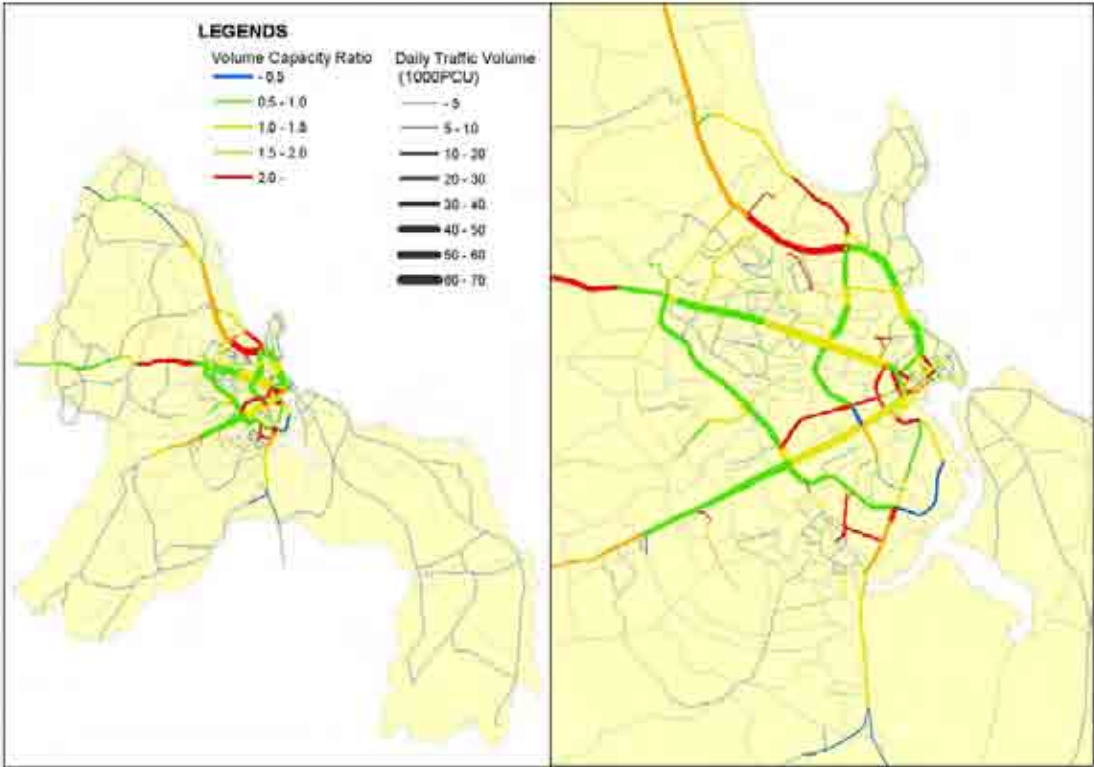 LEGENDS
Volume Capacity Ratio
- 0.5
0.5 - 1.0
1.0 - 1.5
1.5 - 2.0
2.0 -
Daily Traffic Volume
(1000PCU)
- 5
5 - 10
10 - 20
20 - 30
30 - 40
40 - 50
50 - 60
60 - 70